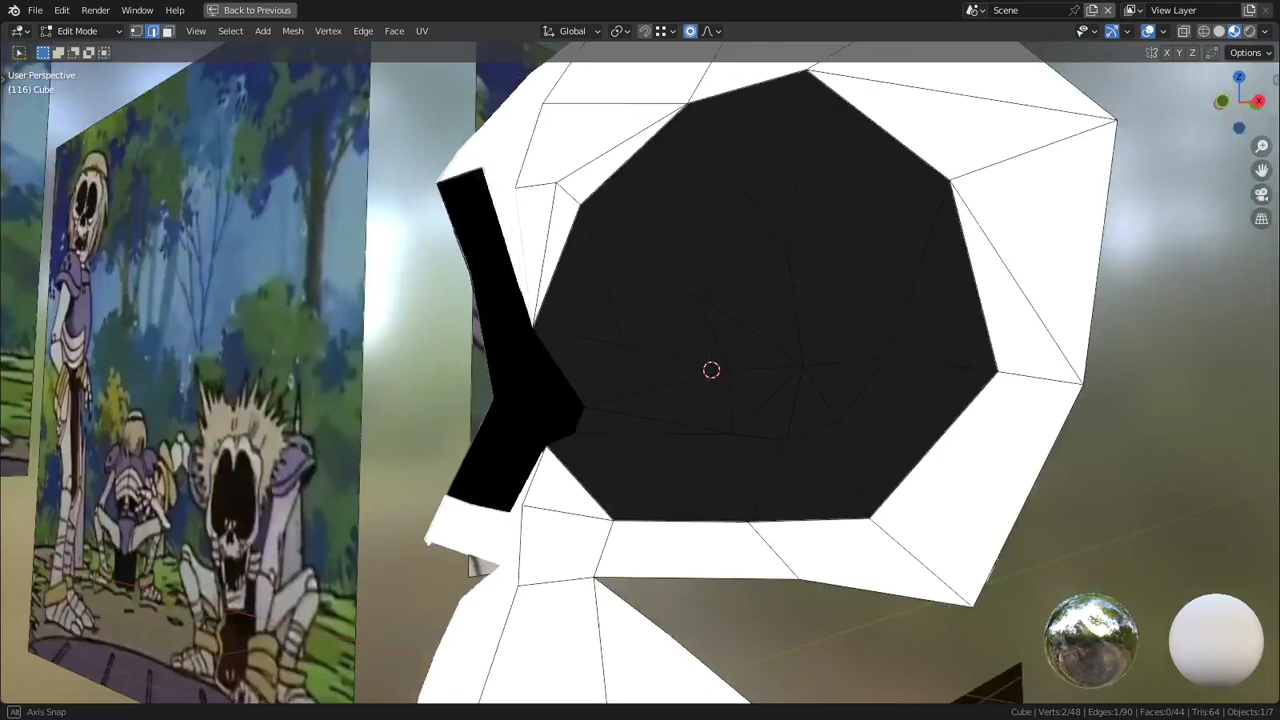 File Edit Render Window Help Back to Previous Scene View Layer
Edit Mode View Select Add Mesh Vertex Edge Face UV Global
X Y Z Options
User Perspective
(116) Cube
Z
X
Alt Axis Snap Cube | Verts:2/48 | Edges:1/90 | Faces:0/44 | Tris:64 | Objects:1/7